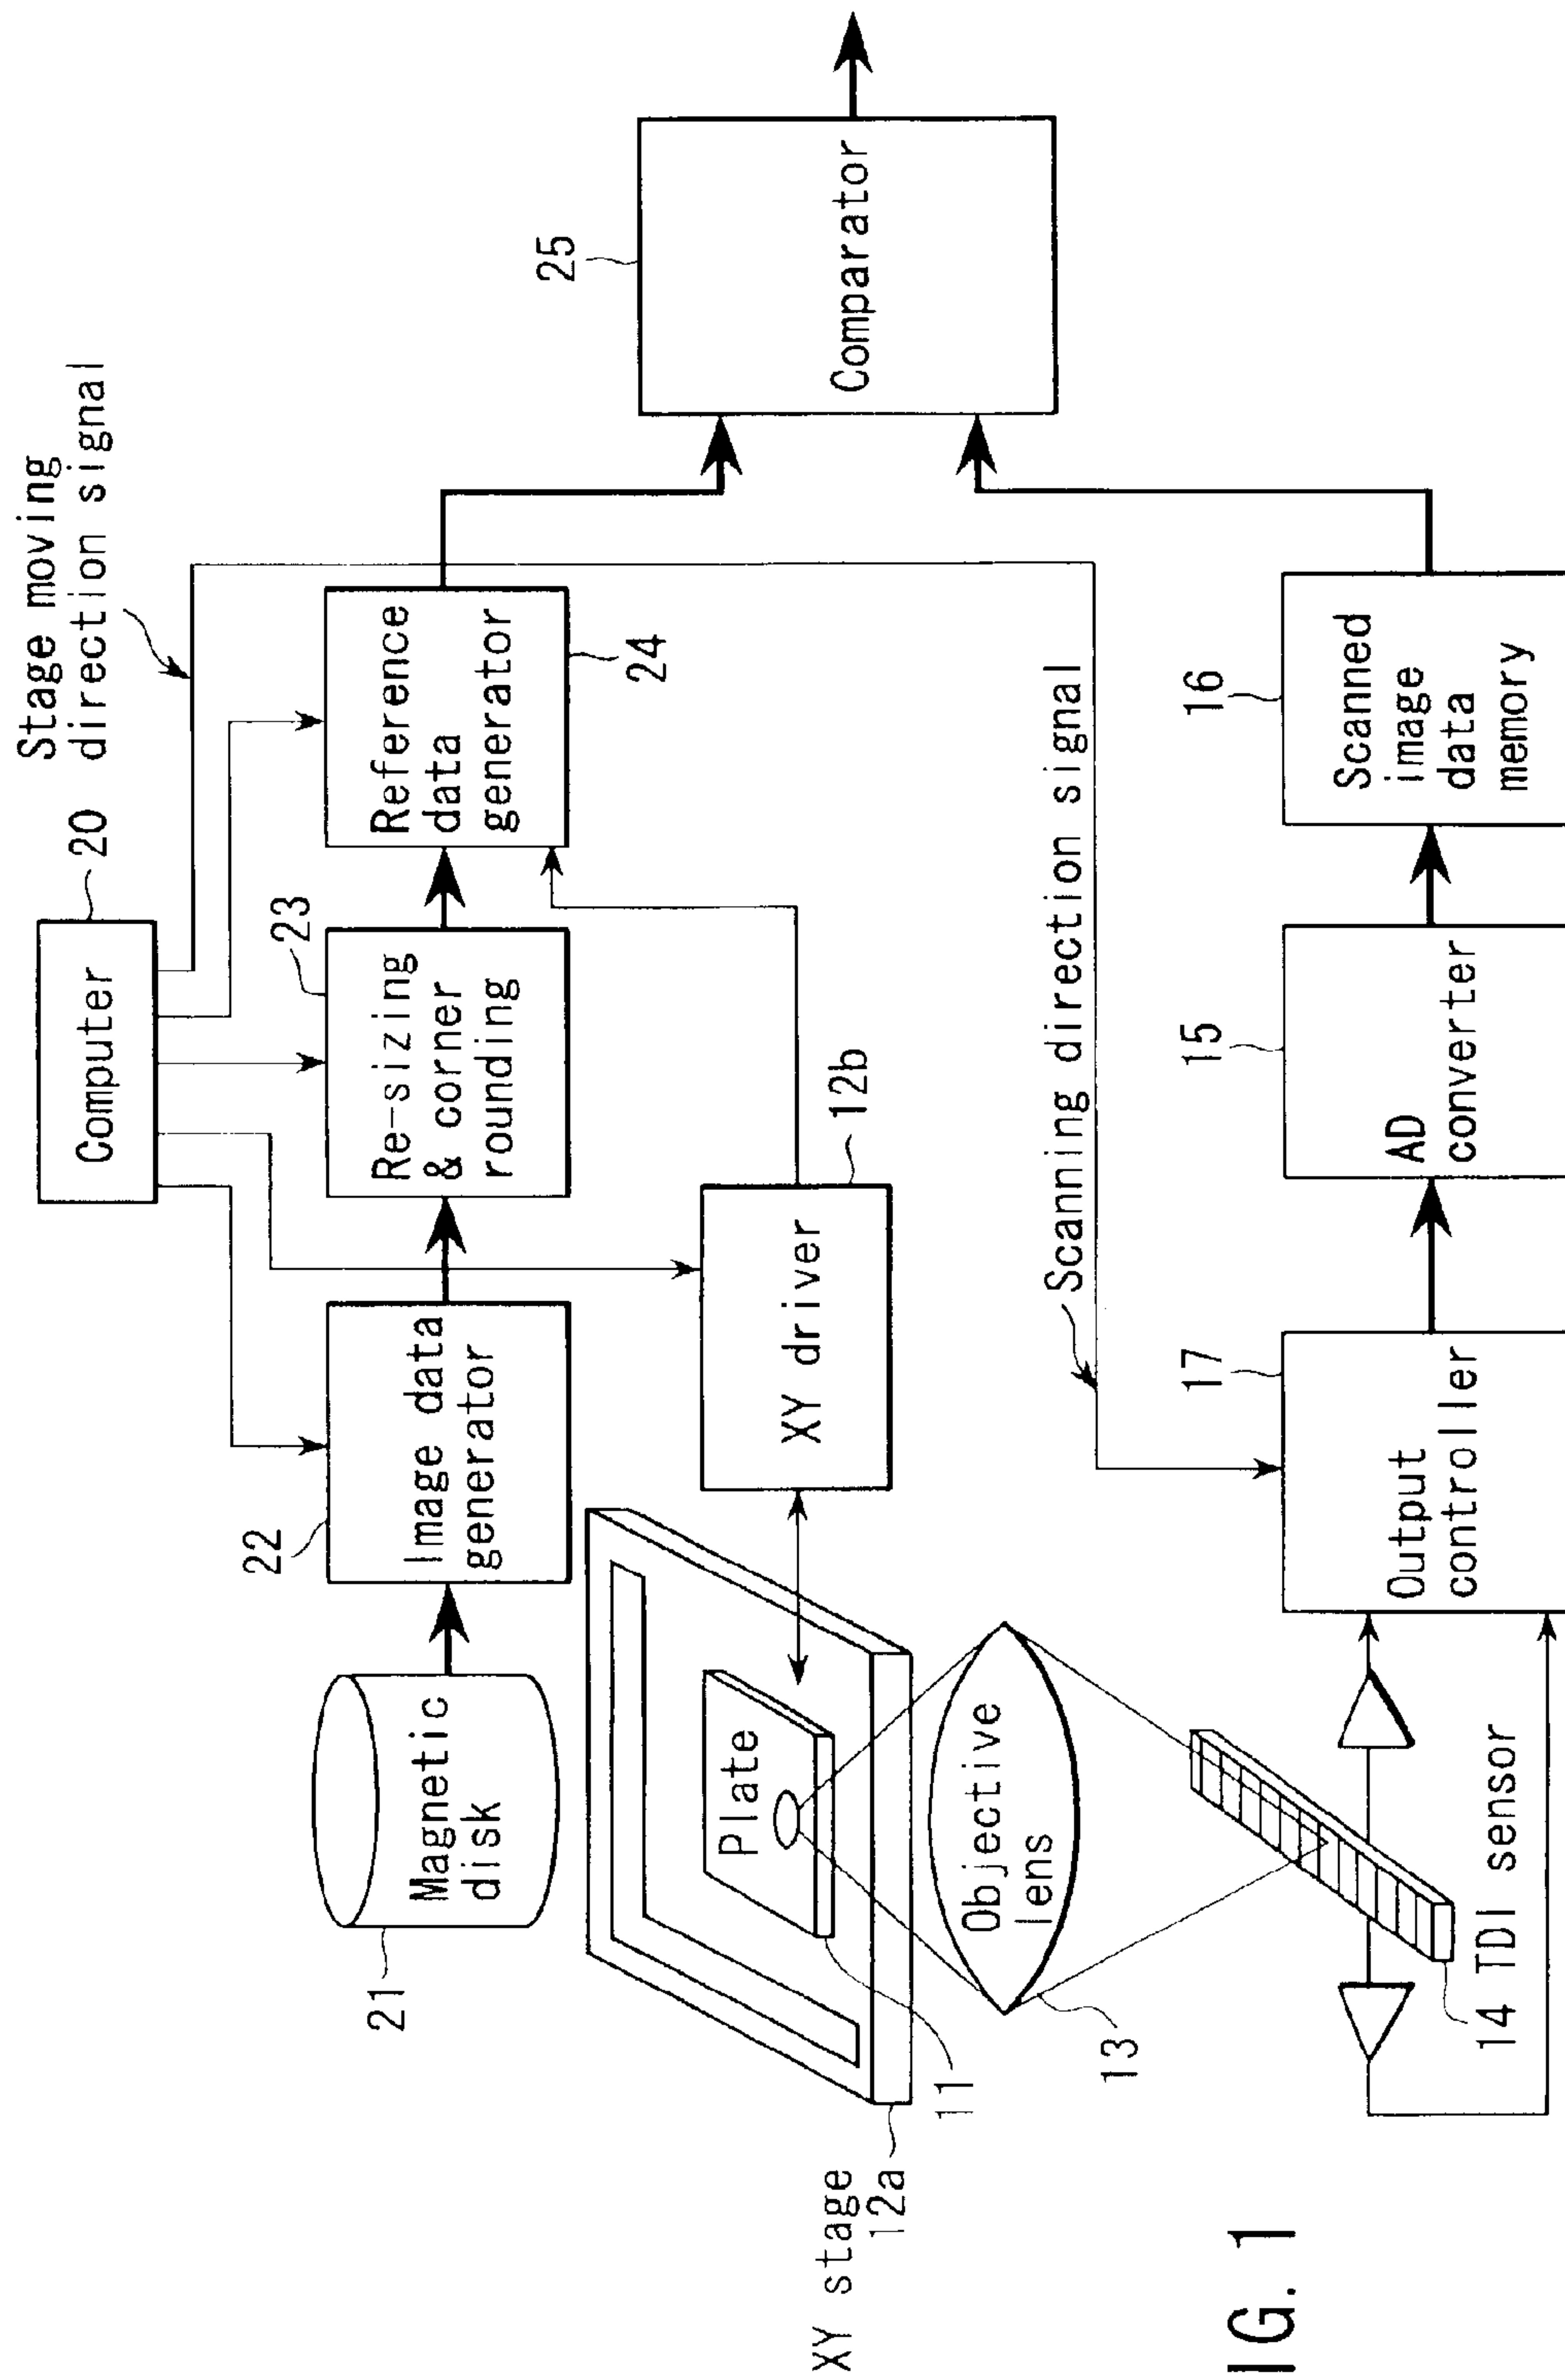 Stage moving
direction signal
Computer
20
21
Magnetic
disk
22
Image data
generator
23
Re-sizing
& corner
rounding
Reference
data
generator
24
25
Comparator
XY stage
12a
Plate
11
XY driver
12b
Objective
lens
13
Scanning direction signal
14 TDI sensor
17
Output
controller
15
AD
converter
16
Scanned
image
data
memory
IG. 1